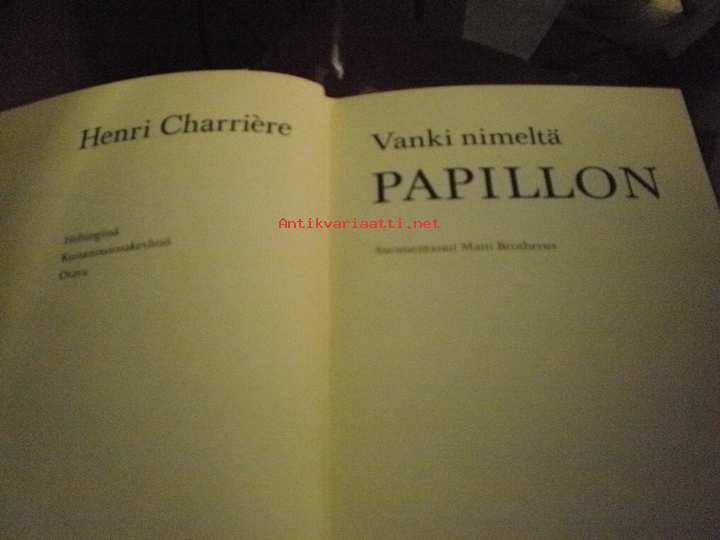 Henri Charrière
Helsingissä
Kustannusosakeyhtiö
Otava
Vanki nimeltä
PAPILLON
Antikvariaatti.net
Suomentanut Matti Brotherus